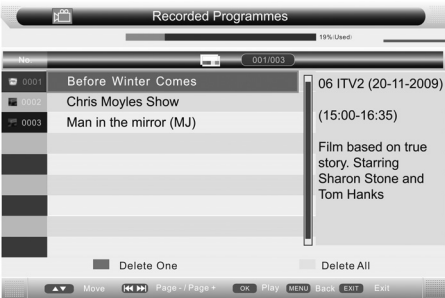 Recorded Programmes
19%(Used)
No.
001/003
0001 Before Winter Comes
0002 Chris Moyles Show
0003 Man in the mirror (MJ)
06 ITV2 (20-11-2009)
(15:00-16:35)
Film based on true
story. Starring
Sharon Stone and
Tom Hanks
Delete One Delete All
▲▼ Move ⏮⏭ Page- / Page+ OK Play MENU Back EXIT Exit